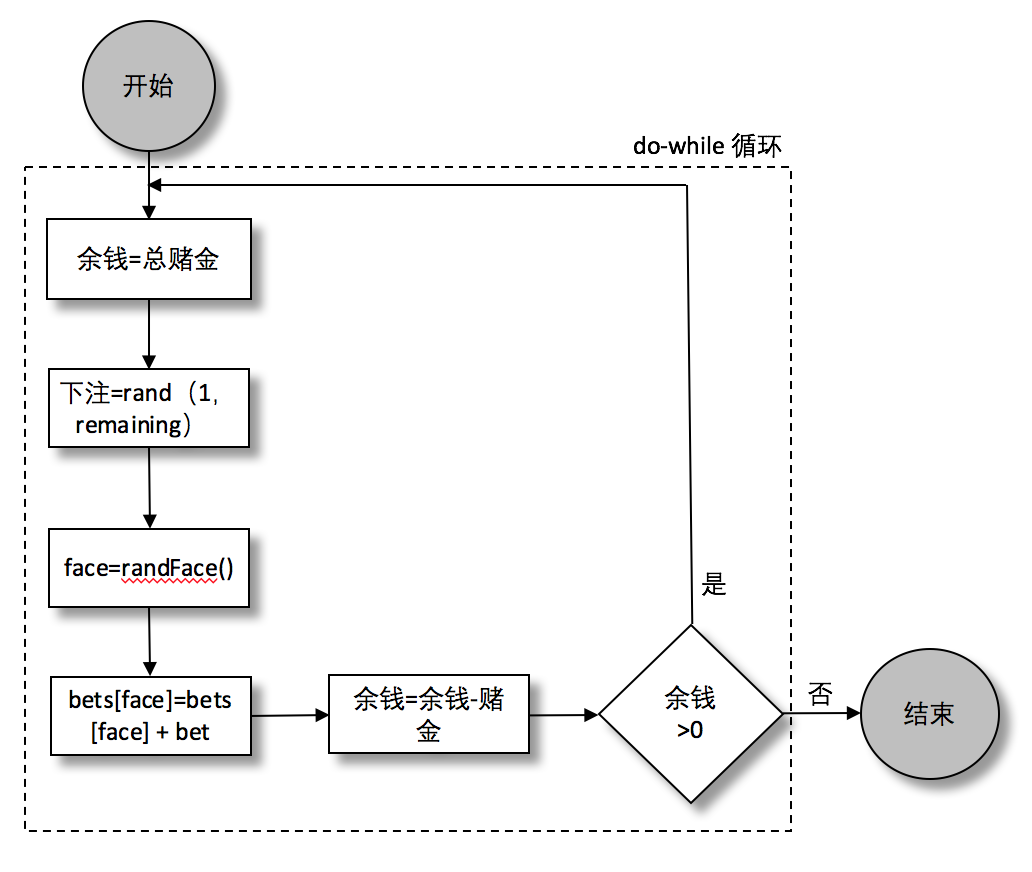 开始
do-while 循环
余钱=总赌金
下注=rand（1,
remaining）
face=randFace()
bets[face]=bets
[face] + bet
余钱=余钱-赌
金
是
余钱
>0
否
结束